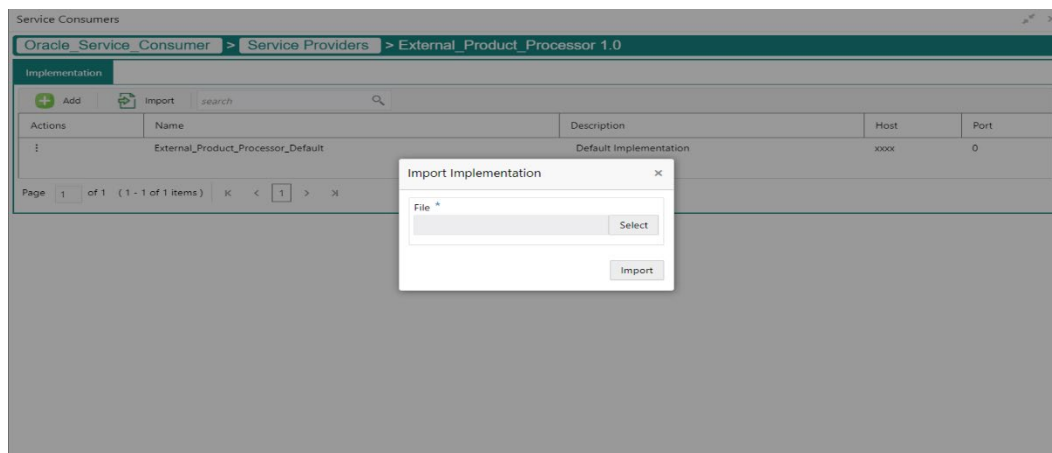 Service Consumers
Oracle_Service_Consumer > Service Providers > External_Product_Processor 1.0
Implementation
Add Import search
Actions Name Description Host Port
External_Product_Processor_Default Default Implementation xxxx 0
Page 1 of 1 (1 - 1 of 1 items) 1
Import Implementation
File *
Select
Import